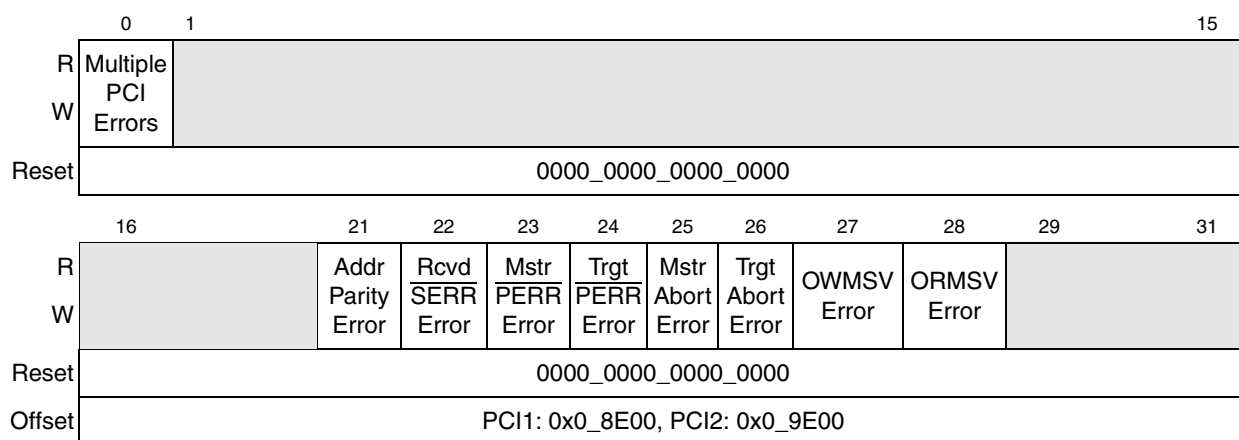 0 1 15
R Multiple
PCI
W Errors
Reset 0000_0000_0000_0000
16 21 22 23 24 25 26 27 28 29 31
R Addr Rcvd Mstr Trgt Mstr Trgt OWMSV ORMSV
Parity SERR PERR PERR Abort Abort Error Error
W Error Error Error Error Error Error
Reset 0000_0000_0000_0000
Offset PCI1: 0x0_8E00, PCI2: 0x0_9E00